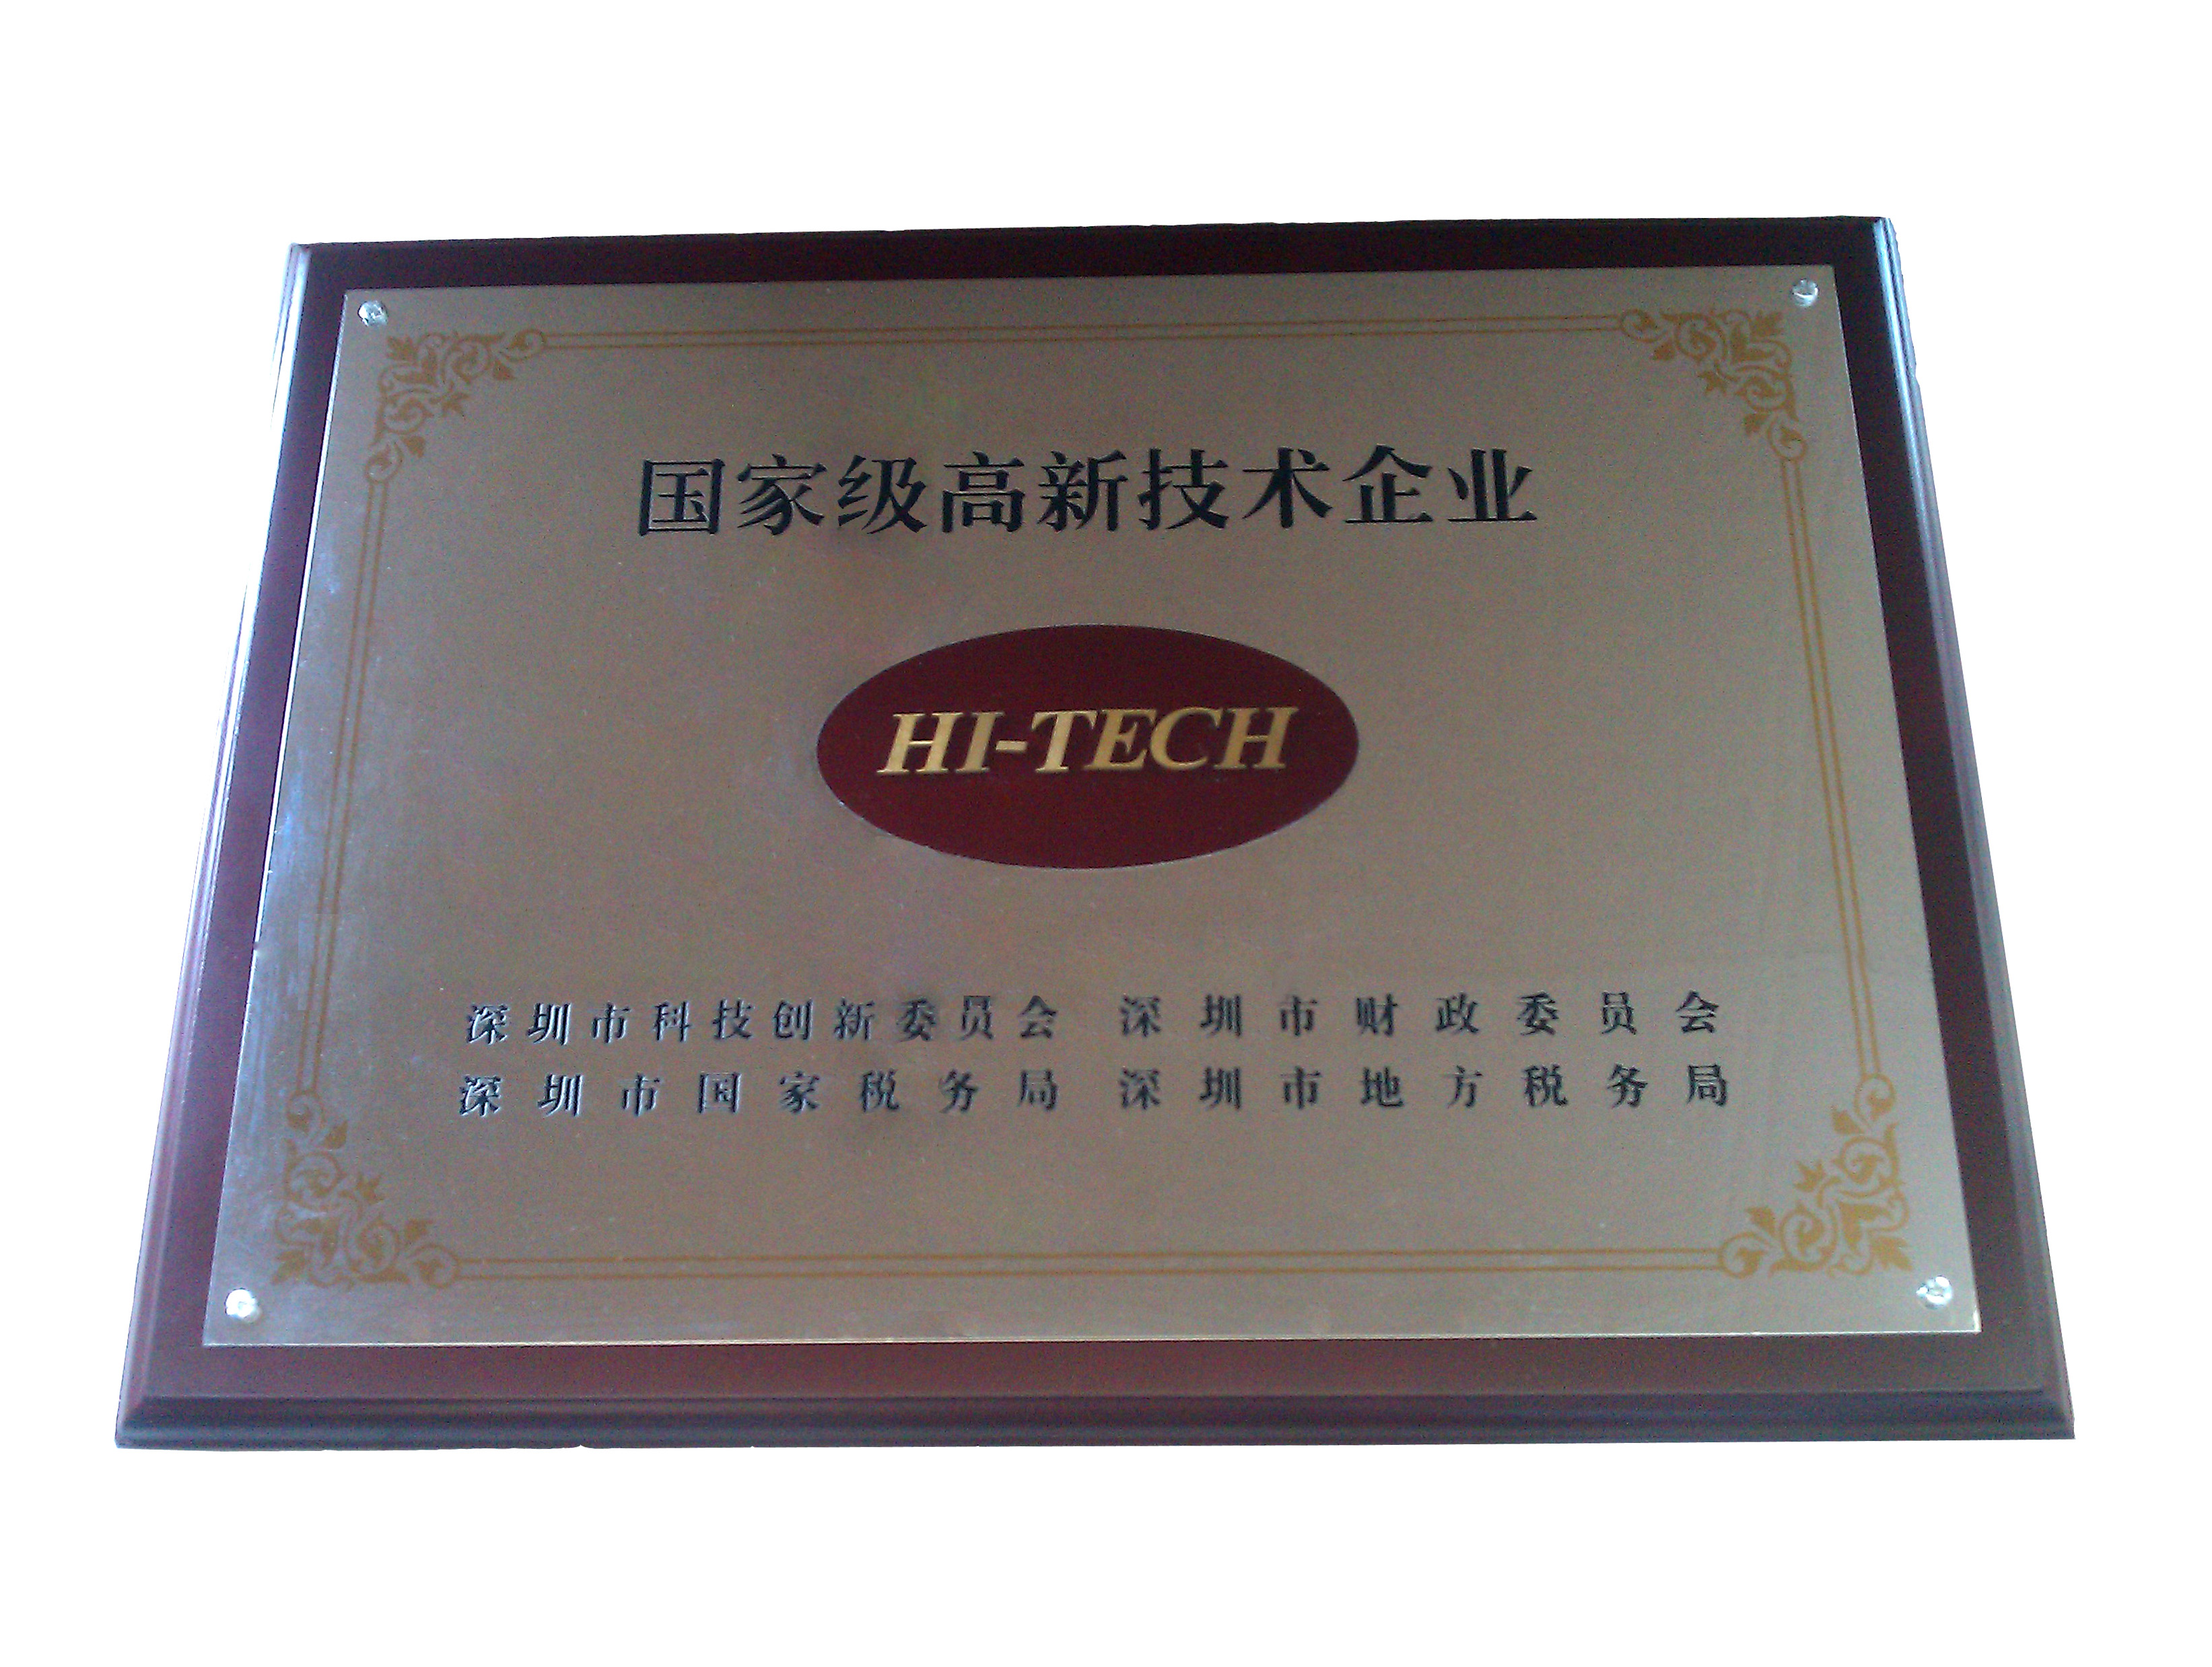 国家级高新技术企业
HI-TECH
深圳市科技创新委员会 深圳市财政委员会
深圳市国家税务局 深圳市地方税务局